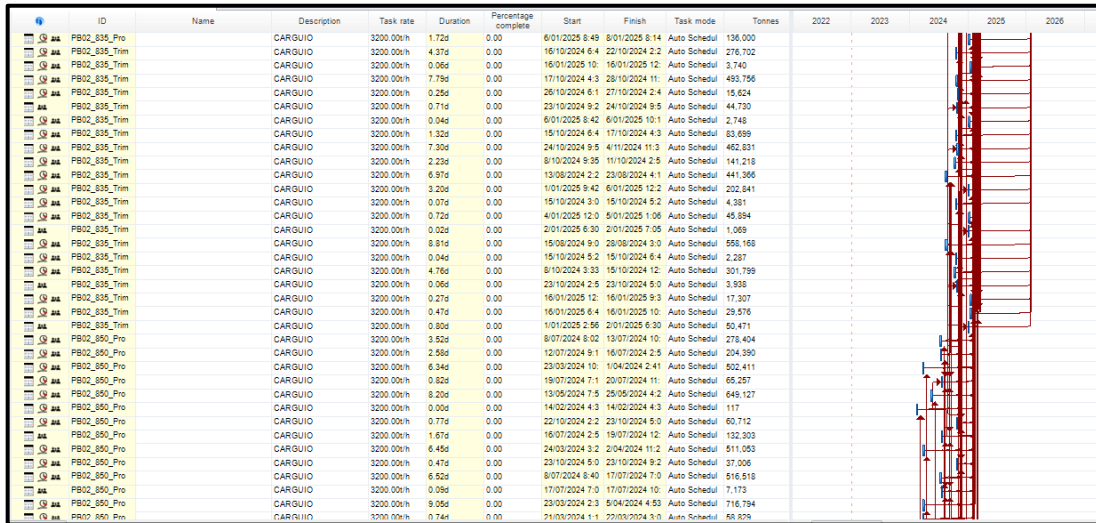 ID Name Description Task rate Duration Percentage complete Start Finish Task mode Tonnes 2022 2023 2024 2025 2026
PB02_835_Pro CARGUIO 3200.00t/h 1.72d 0.00 6/01/2025 8:49 8/01/2025 8:14 Auto Schedul 136,000
PB02_835_Trim CARGUIO 3200.00t/h 4.37d 0.00 16/10/2024 6:4 22/10/2024 2:2 Auto Schedul 276,702
PB02_835_Trim CARGUIO 3200.00t/h 0.06d 0.00 16/01/2025 10: 16/01/2025 12: Auto Schedul 3,740
PB02_835_Trim CARGUIO 3200.00t/h 7.79d 0.00 17/10/2024 4:3 28/10/2024 11: Auto Schedul 493,756
PB02_835_Trim CARGUIO 3200.00t/h 0.25d 0.00 26/10/2024 6:1 27/10/2024 2:4 Auto Schedul 15,624
PB02_835_Trim CARGUIO 3200.00t/h 0.71d 0.00 23/10/2024 9:2 24/10/2024 9:5 Auto Schedul 44,730
PB02_835_Trim CARGUIO 3200.00t/h 0.04d 0.00 6/01/2025 8:42 6/01/2025 10:1 Auto Schedul 2,748
PB02_835_Trim CARGUIO 3200.00t/h 1.32d 0.00 15/10/2024 6:4 17/10/2024 4:3 Auto Schedul 83,699
PB02_835_Trim CARGUIO 3200.00t/h 7.30d 0.00 24/10/2024 9:5 4/11/2024 11:3 Auto Schedul 462,831
PB02_835_Trim CARGUIO 3200.00t/h 2.23d 0.00 8/10/2024 9:35 11/10/2024 2:5 Auto Schedul 141,218
PB02_835_Trim CARGUIO 3200.00t/h 6.97d 0.00 13/08/2024 2:2 23/08/2024 4:1 Auto Schedul 441,366
PB02_835_Trim CARGUIO 3200.00t/h 3.20d 0.00 1/01/2025 9:42 6/01/2025 12:2 Auto Schedul 202,841
PB02_835_Trim CARGUIO 3200.00t/h 0.07d 0.00 15/10/2024 3:0 15/10/2024 5:2 Auto Schedul 4,381
PB02_835_Trim CARGUIO 3200.00t/h 0.72d 0.00 4/01/2025 12:0 5/01/2025 1:06 Auto Schedul 45,894
PB02_835_Trim CARGUIO 3200.00t/h 0.02d 0.00 2/01/2025 6:30 2/01/2025 7:05 Auto Schedul 1,069
PB02_835_Trim CARGUIO 3200.00t/h 8.81d 0.00 15/08/2024 9:0 28/08/2024 3:0 Auto Schedul 558,168
PB02_835_Trim CARGUIO 3200.00t/h 0.04d 0.00 15/10/2024 5:2 15/10/2024 6:4 Auto Schedul 2,287
PB02_835_Trim CARGUIO 3200.00t/h 4.76d 0.00 8/10/2024 3:33 15/10/2024 12: Auto Schedul 301,799
PB02_835_Trim CARGUIO 3200.00t/h 0.06d 0.00 23/10/2024 2:5 23/10/2024 5:0 Auto Schedul 3,938
PB02_835_Trim CARGUIO 3200.00t/h 0.27d 0.00 16/01/2025 12: 16/01/2025 9:3 Auto Schedul 17,307
PB02_835_Trim CARGUIO 3200.00t/h 0.47d 0.00 16/01/2025 6:4 16/01/2025 10: Auto Schedul 29,576
PB02_835_Trim CARGUIO 3200.00t/h 0.80d 0.00 1/01/2025 2:56 2/01/2025 6:30 Auto Schedul 50,471
PB02_850_Pro CARGUIO 3200.00t/h 3.52d 0.00 8/07/2024 8:02 13/07/2024 10: Auto Schedul 278,404
PB02_850_Pro CARGUIO 3200.00t/h 2.58d 0.00 12/07/2024 9:1 16/07/2024 2:5 Auto Schedul 204,390
PB02_850_Pro CARGUIO 3200.00t/h 6.34d 0.00 23/03/2024 10: 1/04/2024 2:41 Auto Schedul 502,411
PB02_850_Pro CARGUIO 3200.00t/h 0.82d 0.00 19/07/2024 7:1 20/07/2024 11: Auto Schedul 65,257
PB02_850_Pro CARGUIO 3200.00t/h 8.20d 0.00 13/05/2024 7:5 25/05/2024 4:2 Auto Schedul 649,127
PB02_850_Pro CARGUIO 3200.00t/h 0.00d 0.00 14/02/2024 4:3 14/02/2024 4:3 Auto Schedul 117
PB02_850_Pro CARGUIO 3200.00t/h 0.77d 0.00 22/10/2024 2:2 23/10/2024 5:0 Auto Schedul 60,712
PB02_850_Pro CARGUIO 3200.00t/h 1.67d 0.00 16/07/2024 2:5 19/07/2024 12: Auto Schedul 132,303
PB02_850_Pro CARGUIO 3200.00t/h 6.45d 0.00 24/03/2024 3:2 2/04/2024 11:2 Auto Schedul 511,053
PB02_850_Pro CARGUIO 3200.00t/h 0.47d 0.00 23/10/2024 5:0 23/10/2024 9:2 Auto Schedul 37,006
PB02_850_Pro CARGUIO 3200.00t/h 6.52d 0.00 8/07/2024 8:40 17/07/2024 7:0 Auto Schedul 516,518
PB02_850_Pro CARGUIO 3200.00t/h 0.09d 0.00 17/07/2024 7:0 17/07/2024 10: Auto Schedul 7,173
PB02_850_Pro CARGUIO 3200.00t/h 9.05d 0.00 23/03/2024 2:3 5/04/2024 4:53 Auto Schedul 716,794
PB02_850_Pro CARGUIO 3200.00t/h 0.74d 0.00 21/03/2024 1:1 22/03/2024 3:0 Auto Schedul 58,829